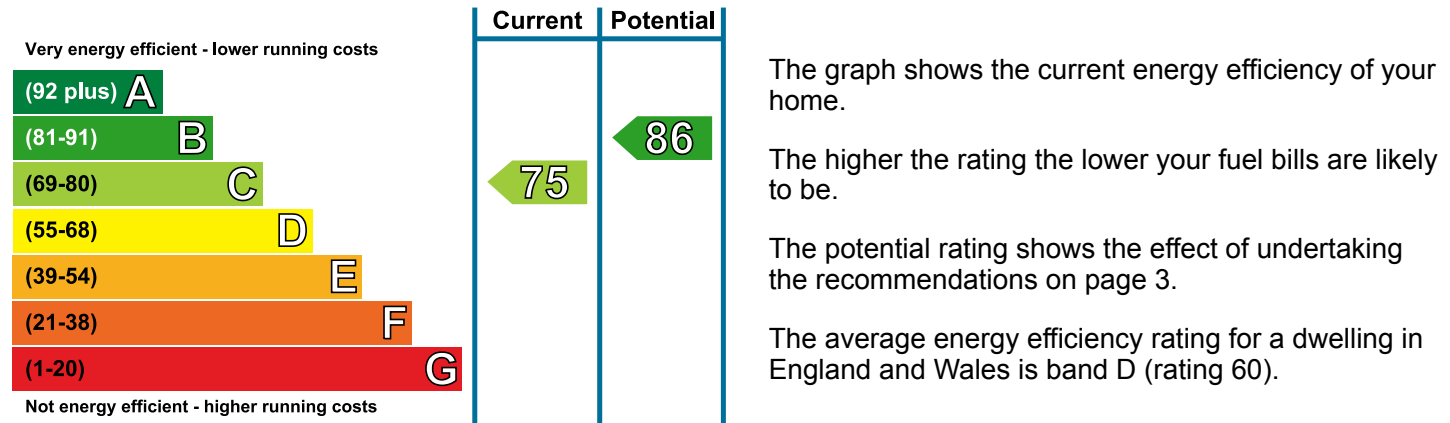 Current Potential
Very energy efficient - lower running costs
(92 plus) A
(81-91) B
86
(69-80) C
75
(55-68) D
(39-54) E
(21-38) F
(1-20) G
Not energy efficient - higher running costs
The graph shows the current energy efficiency of your
home.
The higher the rating the lower your fuel bills are likely
to be.
The potential rating shows the effect of undertaking
the recommendations on page 3.
The average energy efficiency rating for a dwelling in
England and Wales is band D (rating 60).